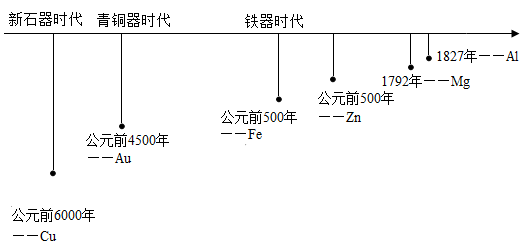 新石器时代
青铜器时代
铁器时代
1827年－－Al
1792年－－Mg
公元前500年
－－Zn
公元前500年
－－Fe
公元前4500年
－－Au
公元前6000年
－－Cu